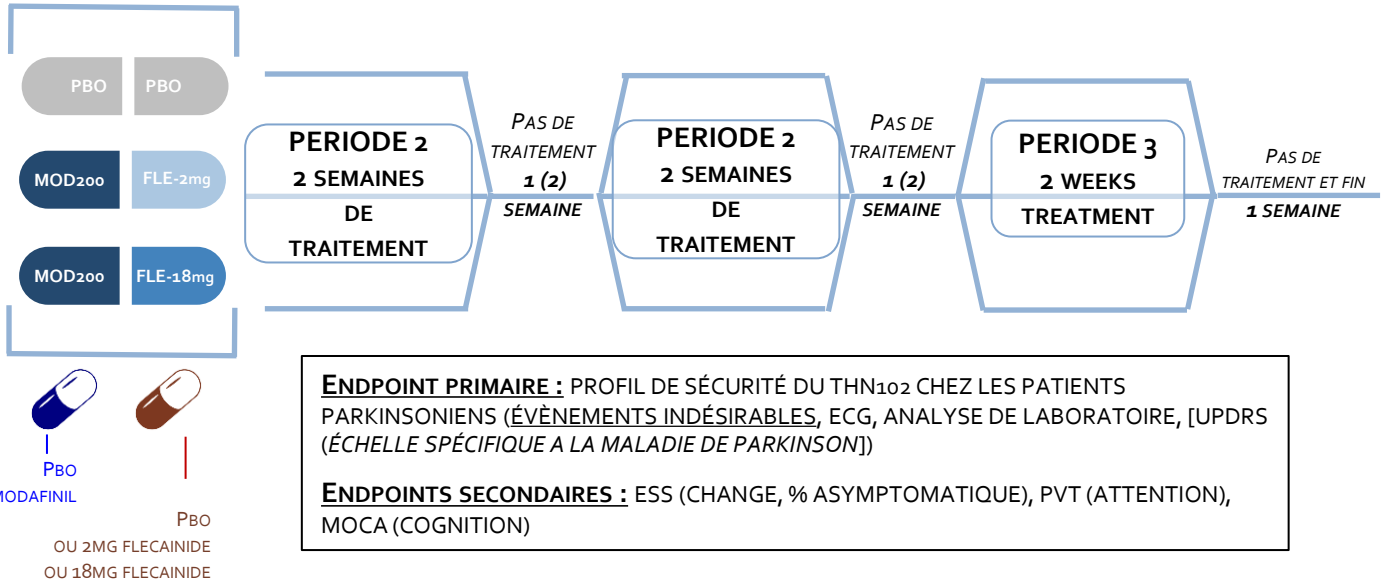 PBO PBO
MOD200 FLE-2mg
MOD200 FLE-18mg
PBO
MODAFINIL
PBO
OU 2MG FLECAINIDE
OU 18MG FLECAINIDE
PERIODE 2
2 SEMAINES
DE
TRAITEMENT
PAS DE
TRAITEMENT
1 (2)
SEMAINE
PERIODE 2
2 SEMAINES
DE
TRAITEMENT
PAS DE
TRAITEMENT
1 (2)
SEMAINE
PERIODE 3
2 WEEKS
TREATMENT
PAS DE
TRAITEMENT ET FIN
1 SEMAINE
ENDPOINT PRIMAIRE : PROFIL DE SÉCURITÉ DU THN102 CHEZ LES PATIENTS
PARKINSONIENS (ÉVÈNEMENTS INDÉSIRABLES, ECG, ANALYSE DE LABORATOIRE, [UPDRS
(ÉCHELLE SPÉCIFIQUE A LA MALADIE DE PARKINSON])
ENDPOINTS SECONDAIRES : ESS (CHANGE, % ASYMPTOMATIQUE), PVT (ATTENTION),
MOCA (COGNITION)